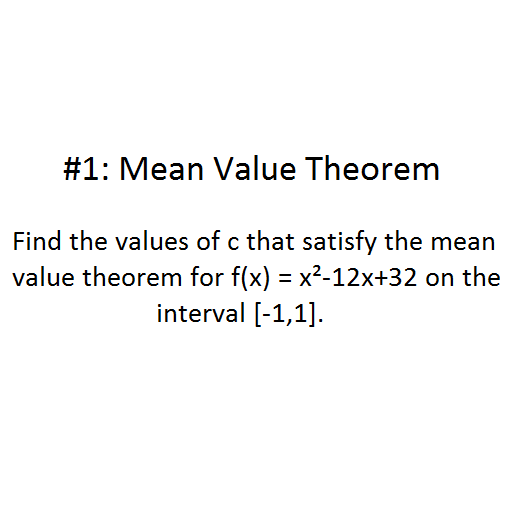 #1: Mean Value Theorem
Find the values of c that satisfy the mean
value theorem for f(x) = x²-12x+32 on the
interval [-1,1].